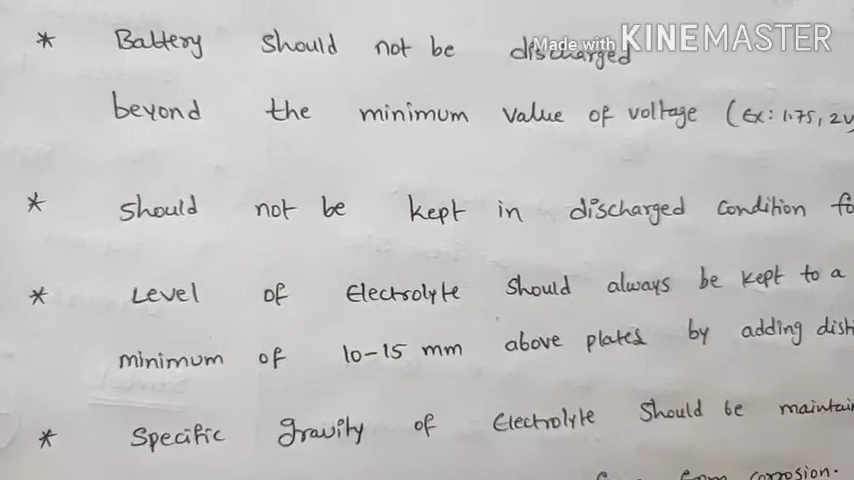 Made with KINEMASTER
* Battery should not be discharged
beyond the minimum value of voltage (Ex: 1.75, 2V
* should not be kept in discharged condition fo
* Level of Electrolyte should always be kept to a
minimum of 10-15 mm above plates by adding disti
* Specific gravity of Electrolyte should be maintain
corrosion.